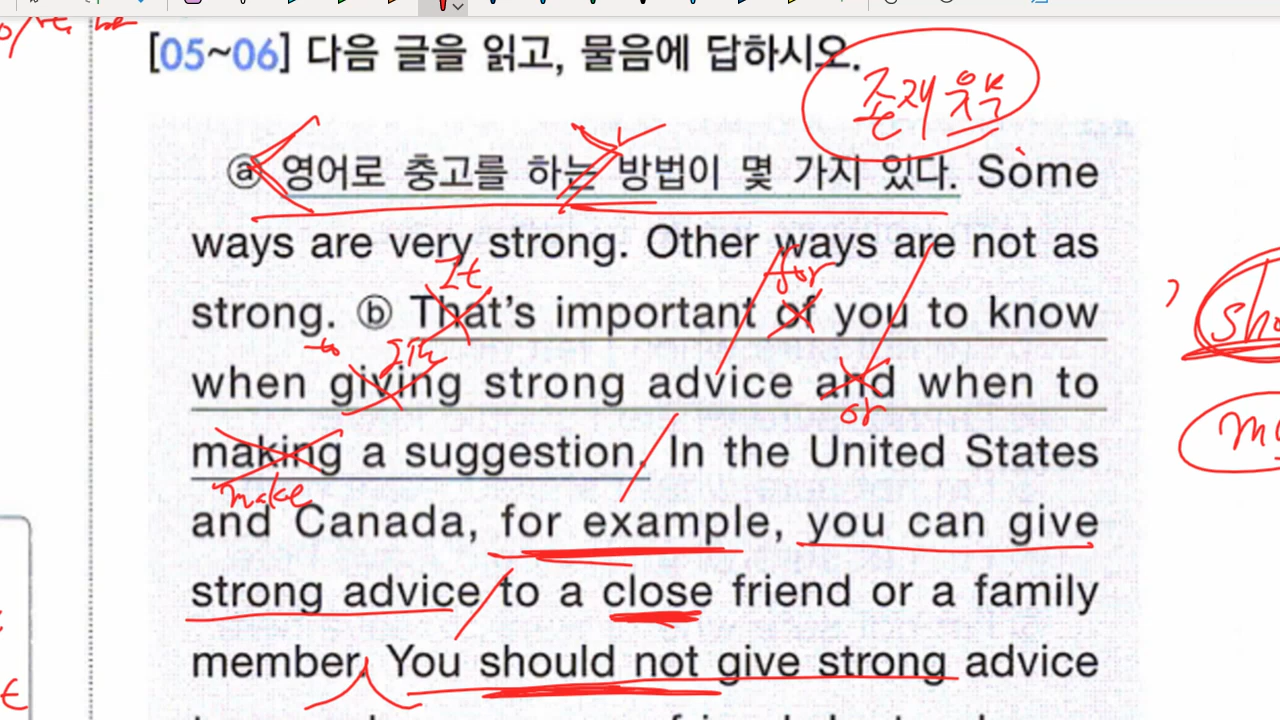 [05~06] 다음 글을 읽고, 물음에 답하시오.
존재 유무
ⓐ 영어로 충고를 하는 방법이 몇 가지 있다. Some
ways are very strong. Other ways are not as
It for
strong. ⓑ That's important of you to know
to give
when giving strong advice and when to
or
making a suggestion. In the United States
make
and Canada, for example, you can give
strong advice to a close friend or a family
member. You should not give strong advice